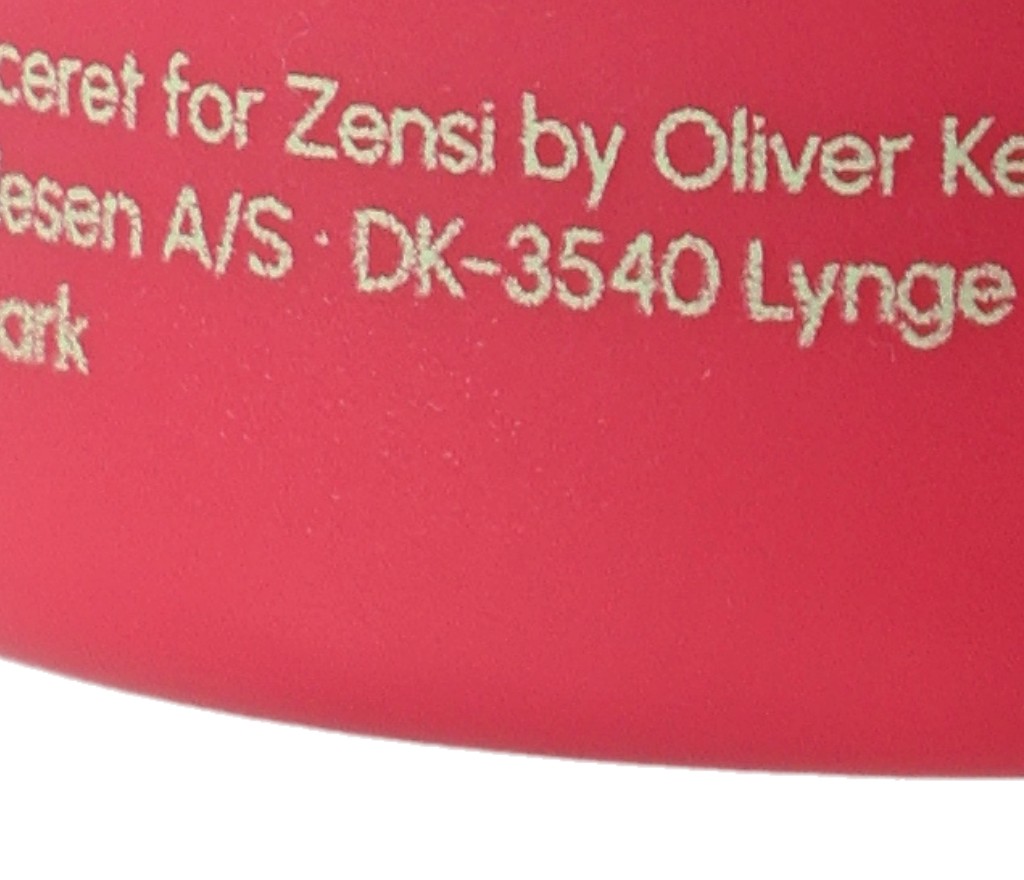 ceret for Zensi by Oliver Ke
esen A/S · DK-3540 Lynge
ark